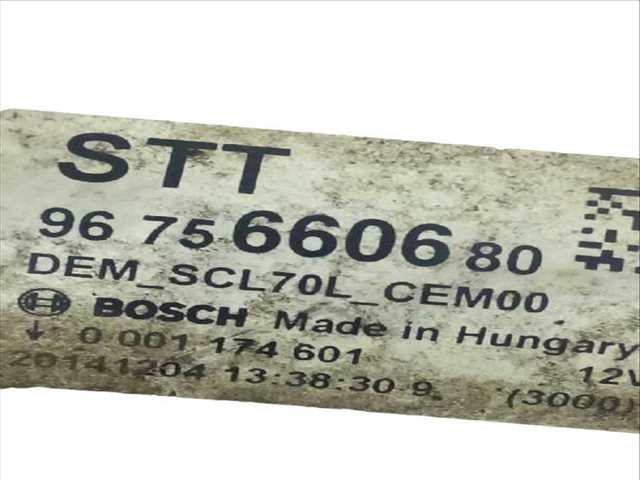 STT
96 75 6606 80
DEM_SCL70L_CEM00
BOSCH Made in Hungary
0 001 174 601 12V
20141204 13:38:30 9 (3000)